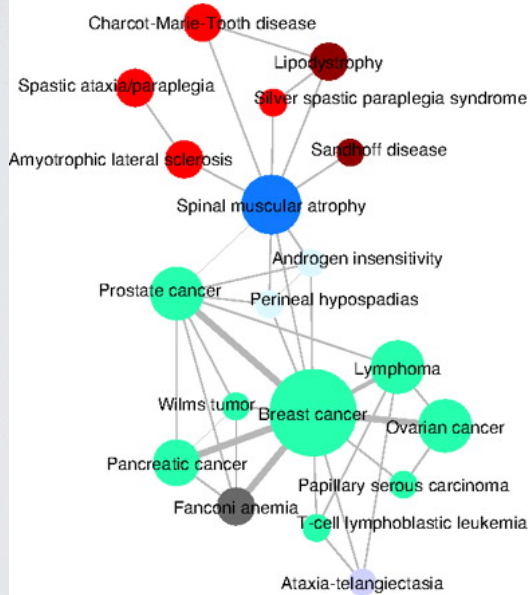 Charcot-Marie-Tooth disease
Lipodystrophy
Spastic ataxia/paraplegia
Silver spastic paraplegia syndrome
Amyotrophic lateral sclerosis
Sandhoff disease
Spinal muscular atrophy
Androgen insensitivity
Prostate cancer
Perineal hypospadias
Lymphoma
Wilms tumor
Breast cancer
Ovarian cancer
Pancreatic cancer
Papillary serous carcinoma
Fanconi anemia
T-cell lymphoblastic leukemia
Ataxia-telangiectasia